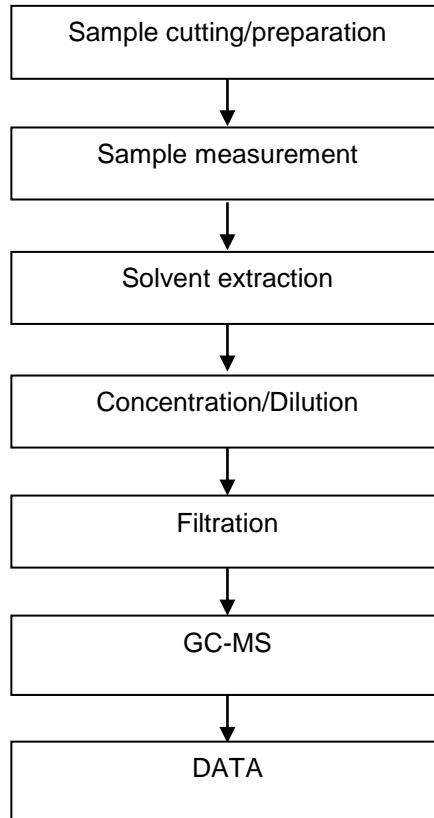 Sample cutting/preparation
Sample measurement
Solvent extraction
Concentration/Dilution
Filtration
GC-MS
DATA